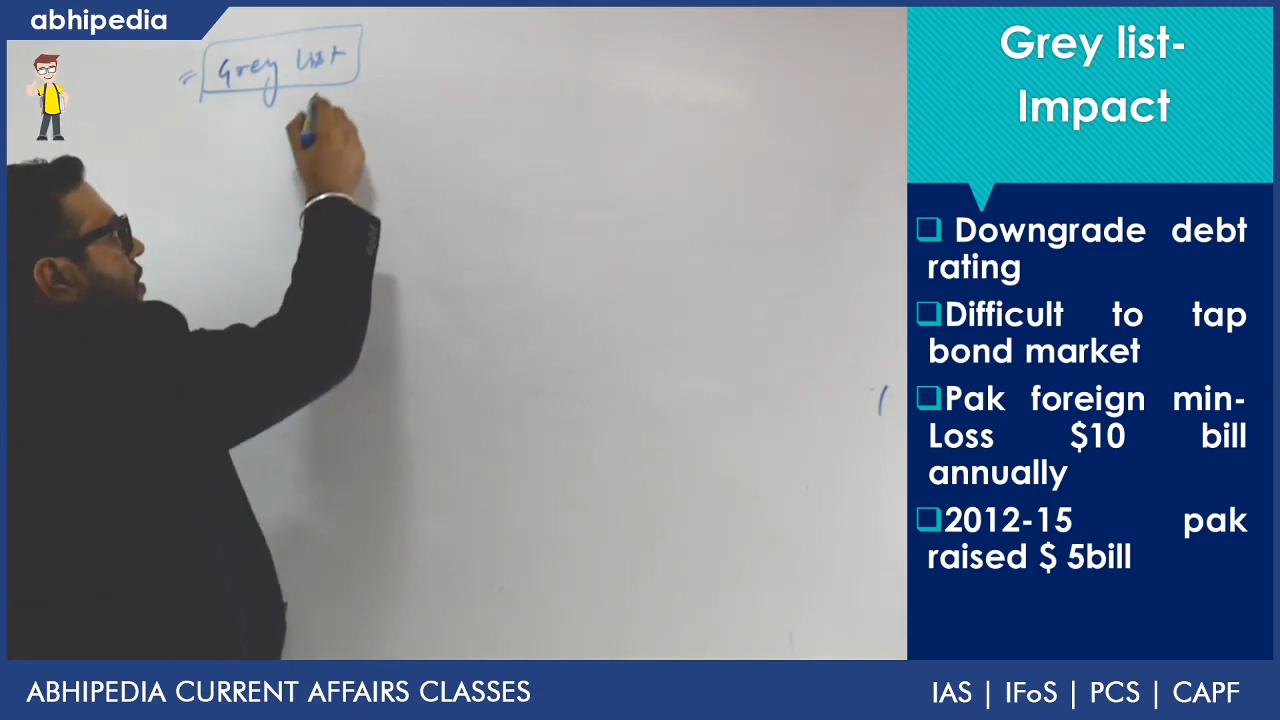 abhipedia
Grey list
Grey list-
Impact
Downgrade debt
rating
Difficult to tap
bond market
Pak foreign min-
Loss $10 bill
annually
2012-15 pak
raised $ 5bill
ABHIPEDIA CURRENT AFFAIRS CLASSES
IAS | IFoS | PCS | CAPF